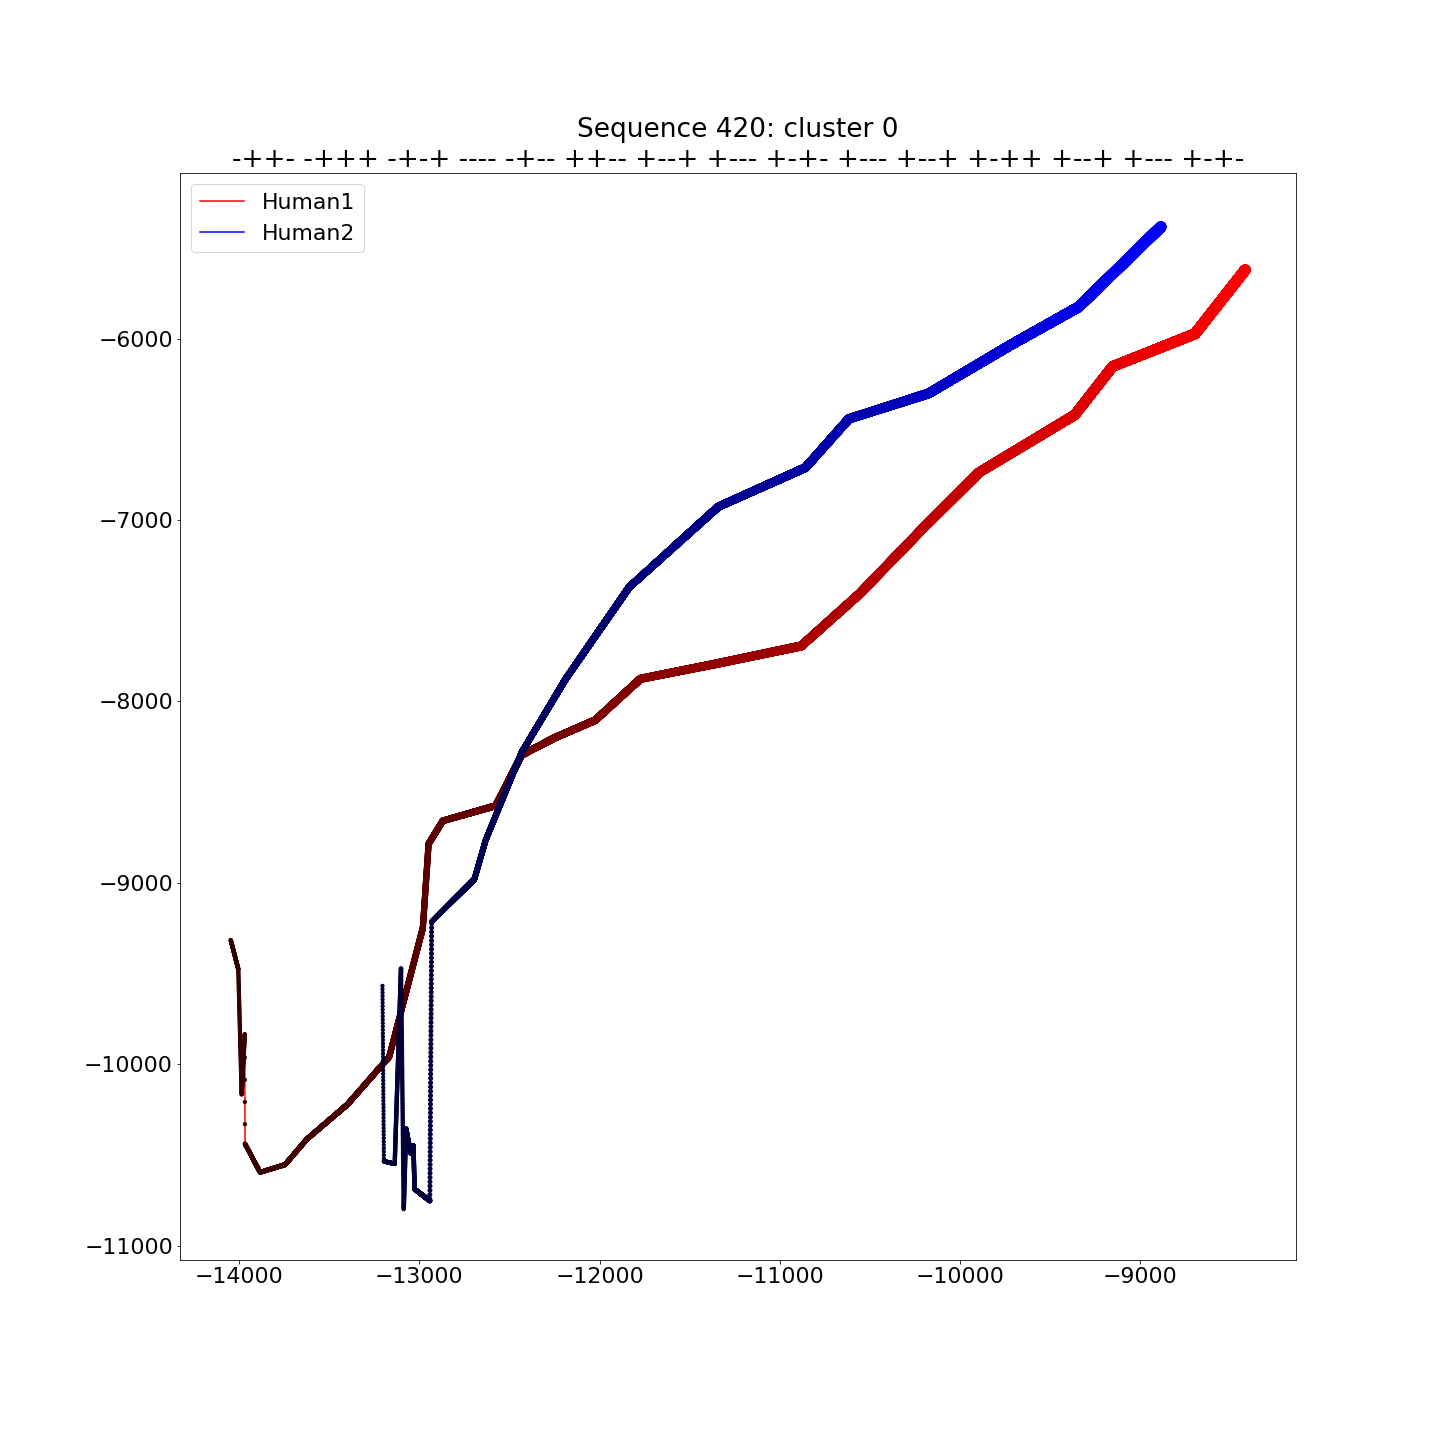 Sequence 420: cluster 0
-++- -+++ -+-+ ---- -+-- ++-- +--+ +--- +-+- +--- +--+ +-++ +--+ +--- +-+-
Human1
Human2
−6000
−7000
−8000
−9000
−10000
−11000
−14000 −13000 −12000 −11000 −10000 −9000